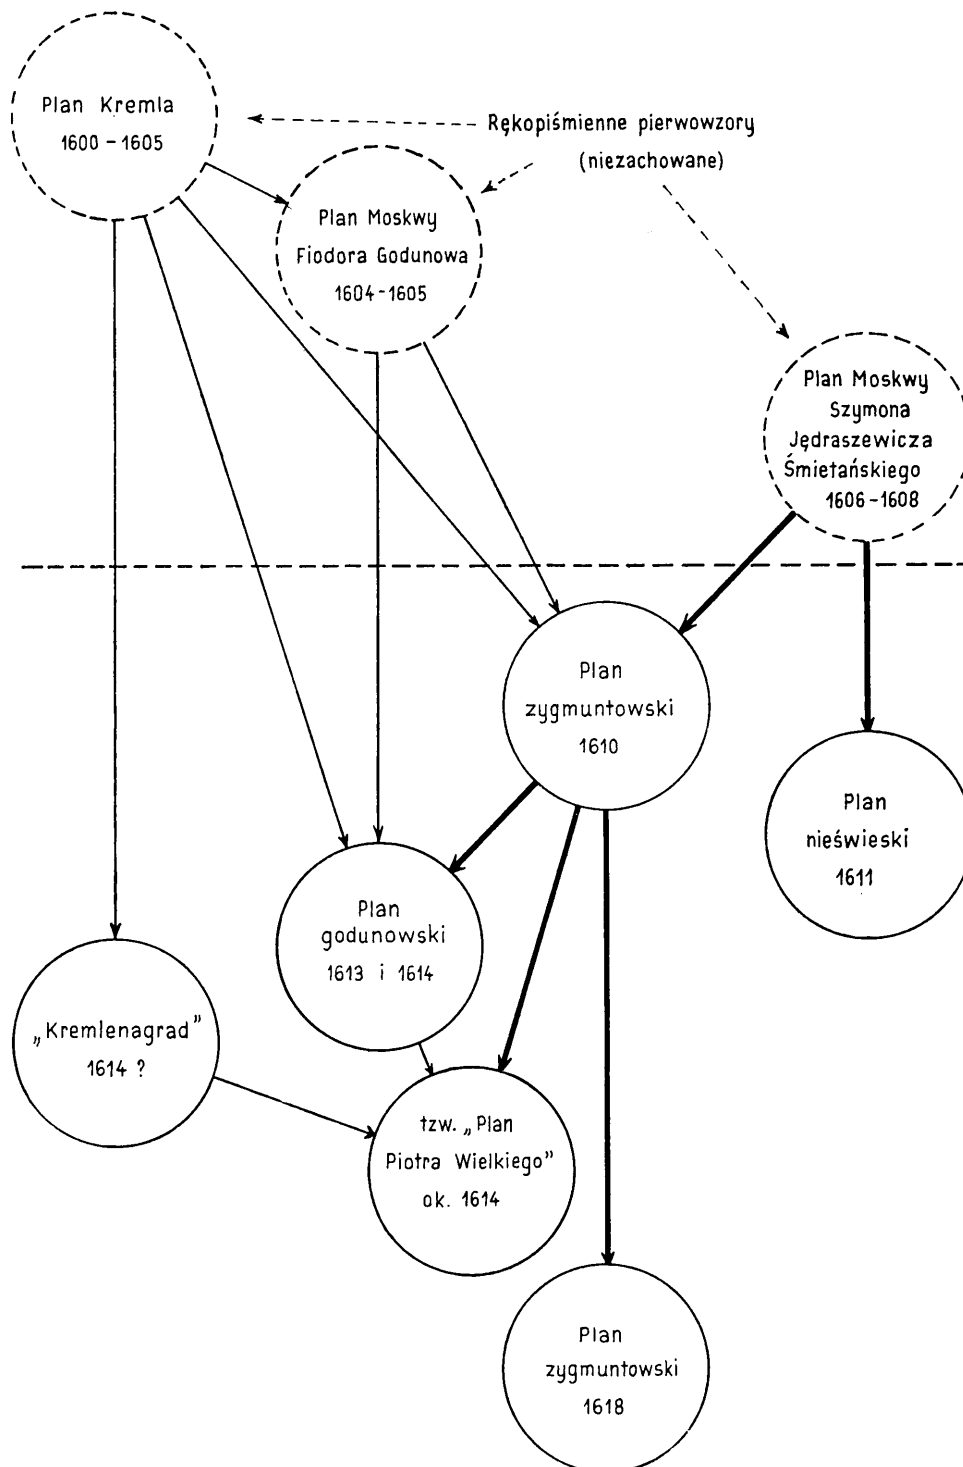 Plan Kremla
1600 – 1605
Rękopiśmienne pierwowzory
(niezachowane)
Plan Moskwy
Fiodora Godunowa
1604-1605
Plan Moskwy
Szymona
Jędraszewicza
Śmietańskiego
1606-1608
Plan
zygmuntowski
1610
Plan
nieświeski
1611
Plan
godunowski
1613 i 1614
„Kremlenagrad”
1614 ?
tzw. „Plan
Piotra Wielkiego”
ok. 1614
Plan
zygmuntowski
1618